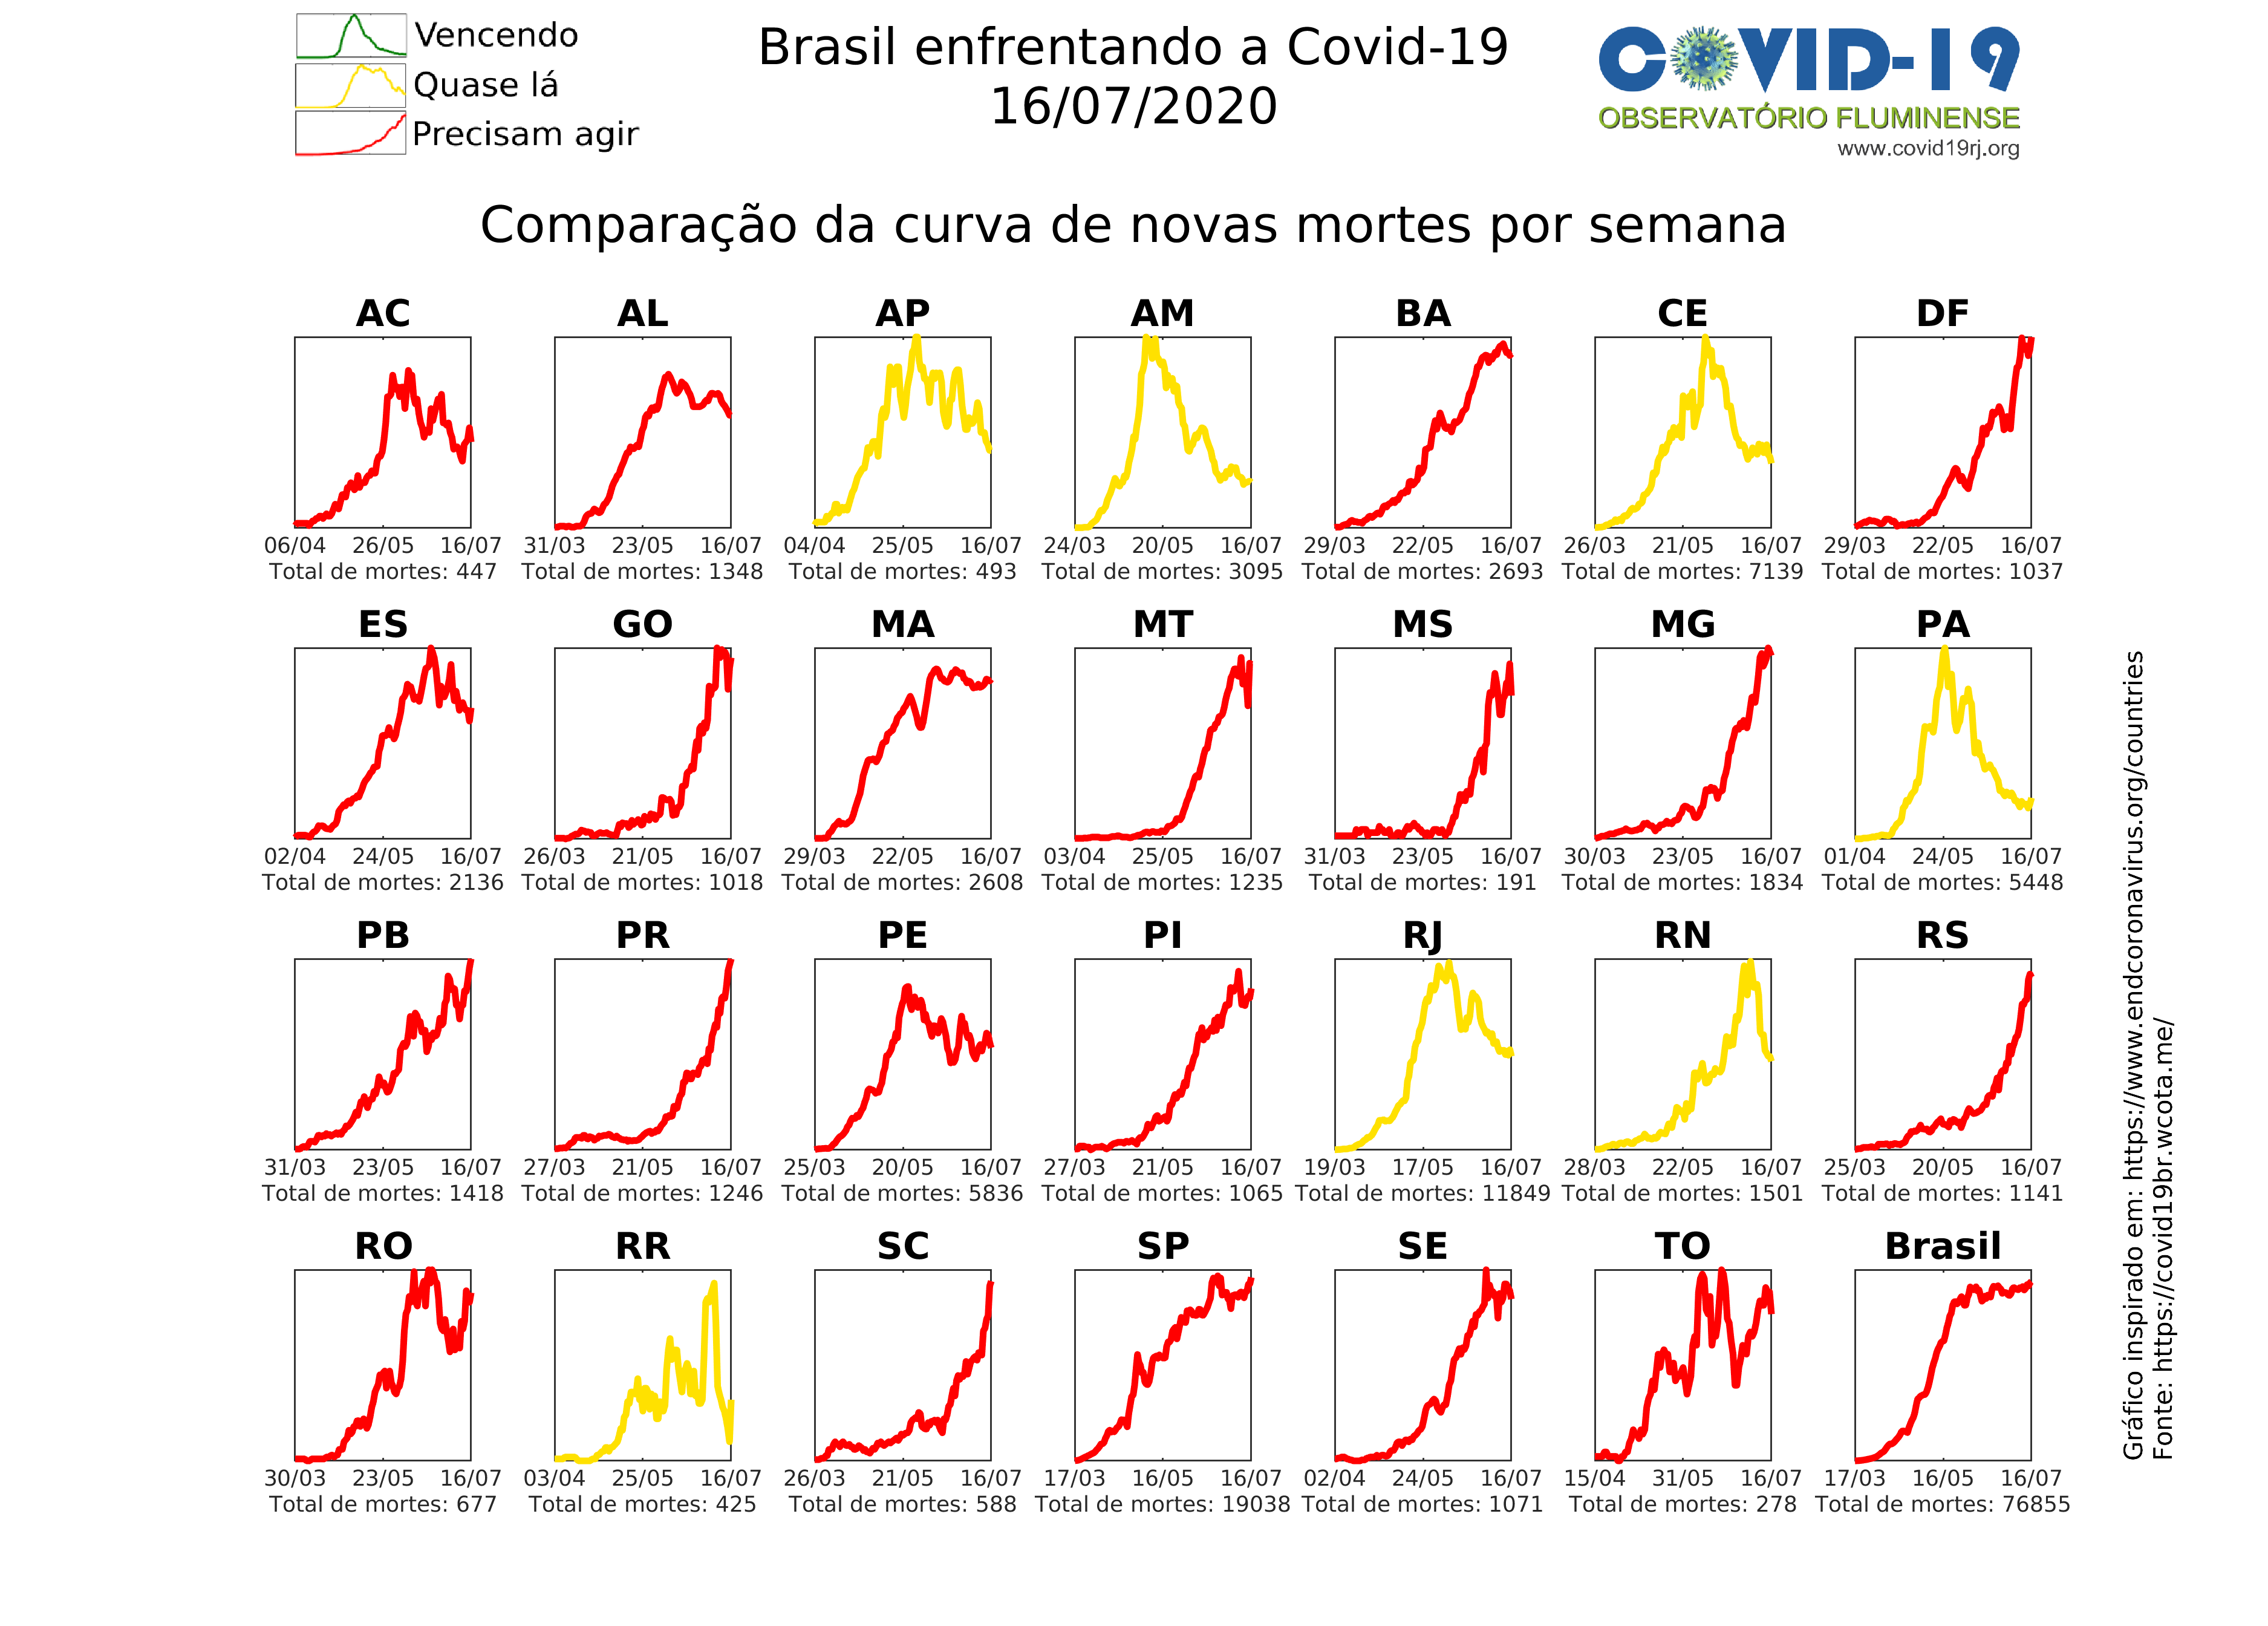 Vencendo
Quase lá
Precisam agir
Brasil enfrentando a Covid-19
16/07/2020
COVID-19
OBSERVATÓRIO FLUMINENSE
www.covid19rj.org
Comparação da curva de novas mortes por semana
AC
06/04 26/05 16/07
Total de mortes: 447
AL
31/03 23/05 16/07
Total de mortes: 1348
AP
04/04 25/05 16/07
Total de mortes: 493
AM
24/03 20/05 16/07
Total de mortes: 3095
BA
29/03 22/05 16/07
Total de mortes: 2693
CE
26/03 21/05 16/07
Total de mortes: 7139
DF
29/03 22/05 16/07
Total de mortes: 1037
ES
02/04 24/05 16/07
Total de mortes: 2136
GO
26/03 21/05 16/07
Total de mortes: 1018
MA
29/03 22/05 16/07
Total de mortes: 2608
MT
03/04 25/05 16/07
Total de mortes: 1235
MS
31/03 23/05 16/07
Total de mortes: 191
MG
30/03 23/05 16/07
Total de mortes: 1834
PA
01/04 24/05 16/07
Total de mortes: 5448
PB
31/03 23/05 16/07
Total de mortes: 1418
PR
27/03 21/05 16/07
Total de mortes: 1246
PE
25/03 20/05 16/07
Total de mortes: 5836
PI
27/03 21/05 16/07
Total de mortes: 1065
RJ
19/03 17/05 16/07
Total de mortes: 11849
RN
28/03 22/05 16/07
Total de mortes: 1501
RS
25/03 20/05 16/07
Total de mortes: 1141
RO
30/03 23/05 16/07
Total de mortes: 677
RR
03/04 25/05 16/07
Total de mortes: 425
SC
26/03 21/05 16/07
Total de mortes: 588
SP
17/03 16/05 16/07
Total de mortes: 19038
SE
02/04 24/05 16/07
Total de mortes: 1071
TO
15/04 31/05 16/07
Total de mortes: 278
Brasil
17/03 16/05 16/07
Total de mortes: 76855
Gráfico inspirado em: https://www.endcoronavirus.org/countries
Fonte: https://covid19br.wcota.me/